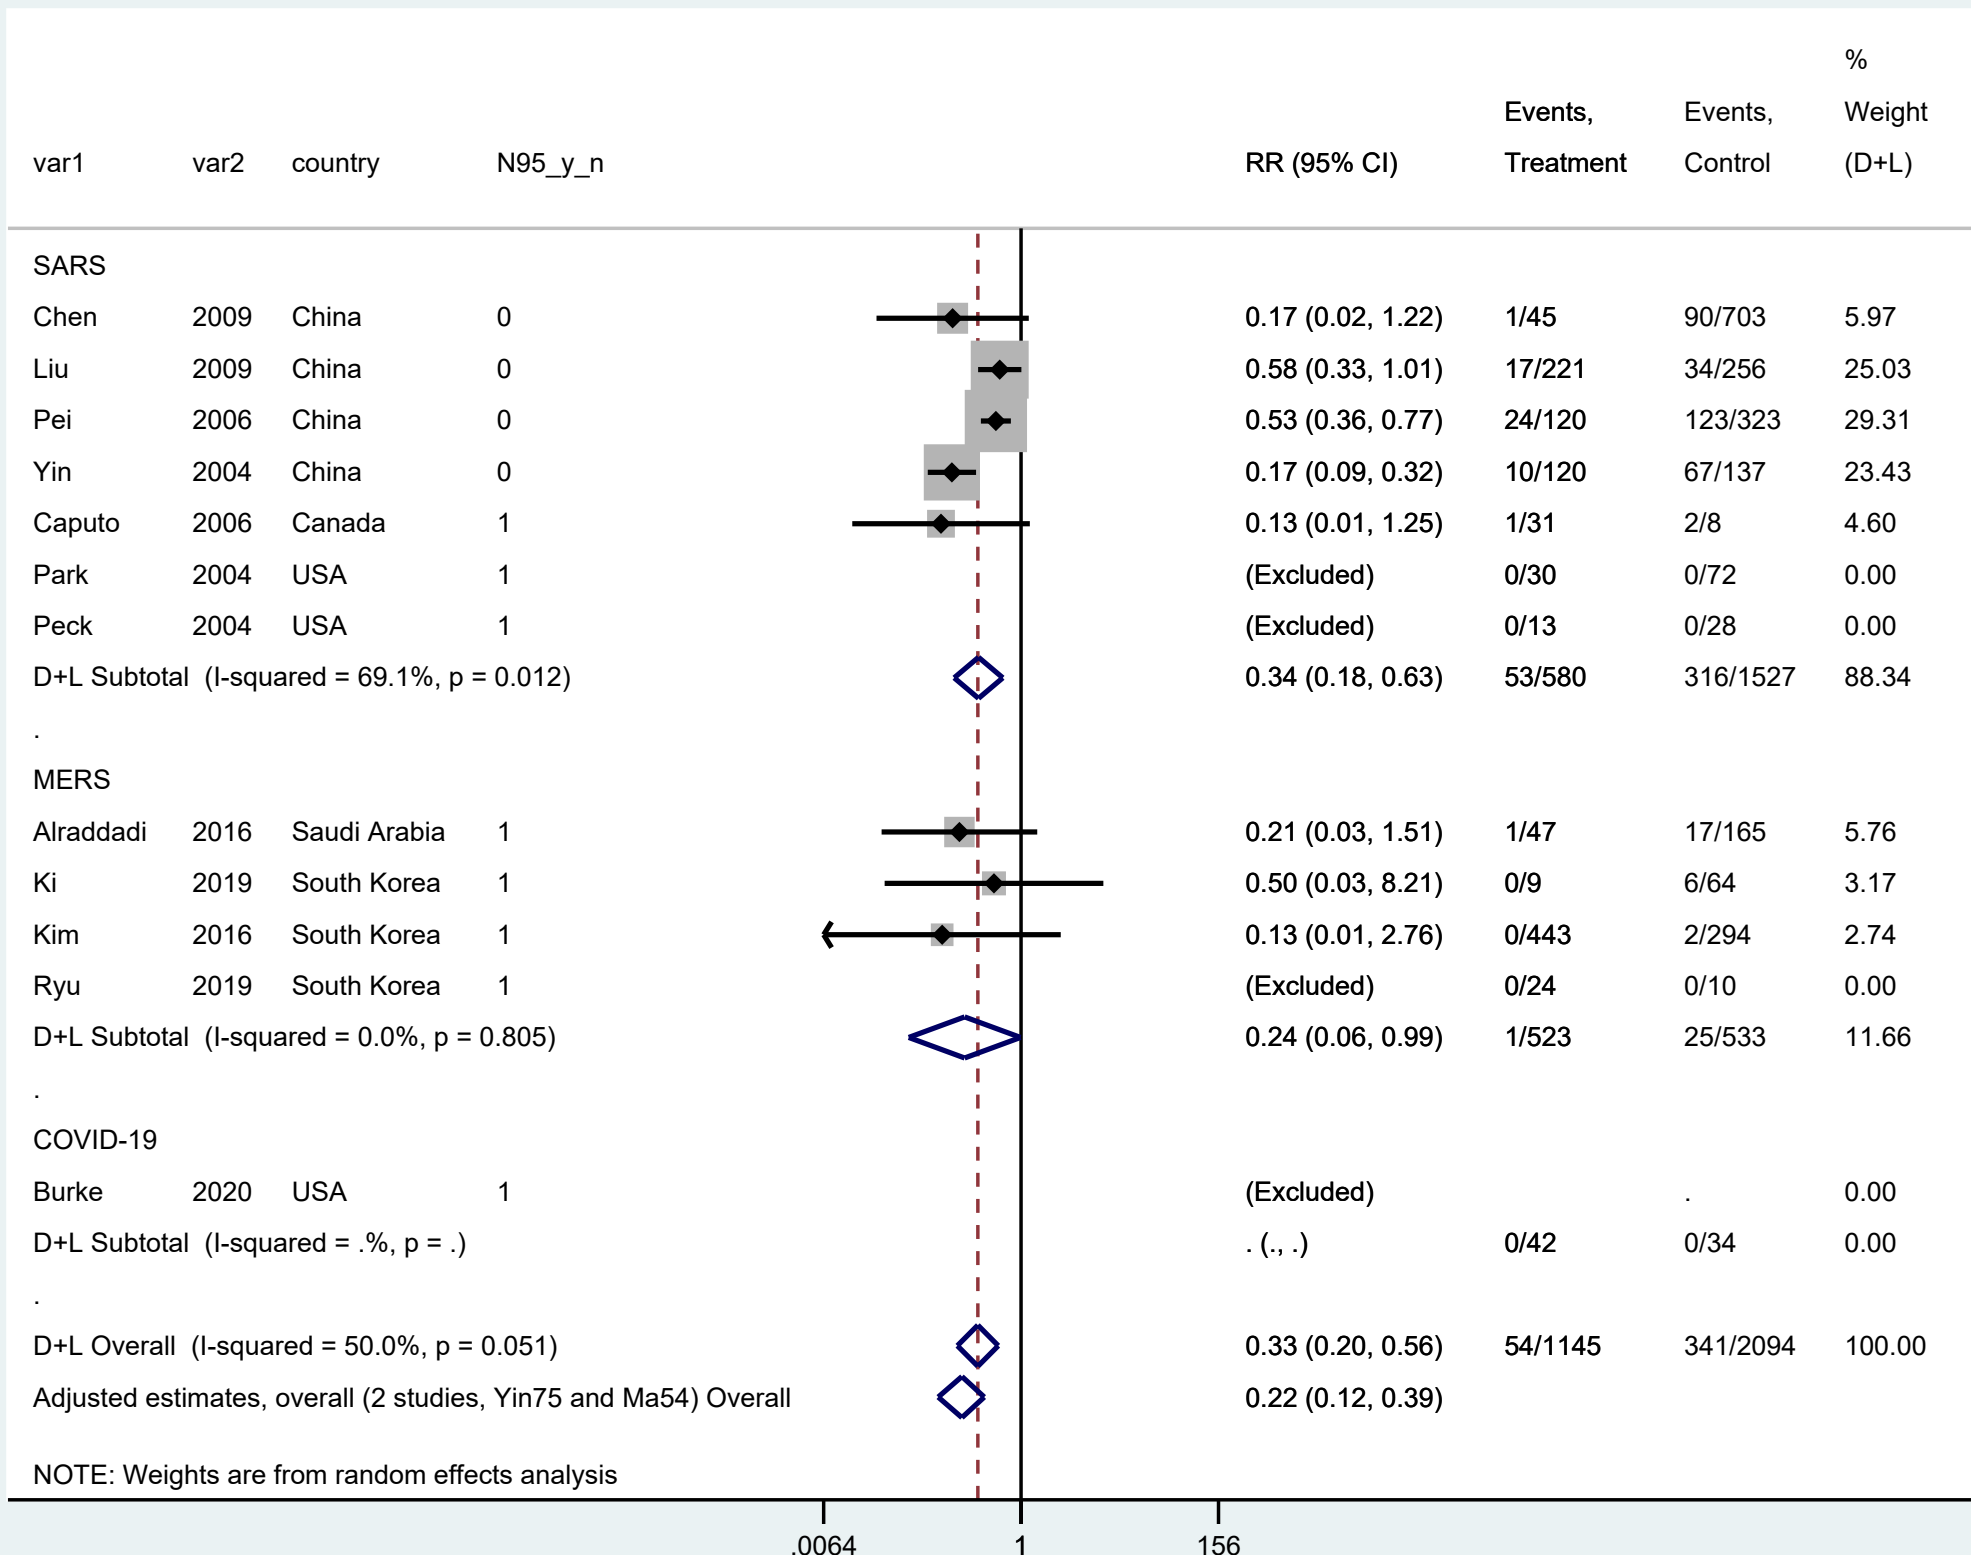 %
Events, Events, Weight
var1 var2 country N95_y_n RR (95% CI) Treatment Control (D+L)
SARS
Chen 2009 China 0 0.17 (0.02, 1.22) 1/45 90/703 5.97
Liu 2009 China 0 0.58 (0.33, 1.01) 17/221 34/256 25.03
Pei 2006 China 0 0.53 (0.36, 0.77) 24/120 123/323 29.31
Yin 2004 China 0 0.17 (0.09, 0.32) 10/120 67/137 23.43
Caputo 2006 Canada 1 0.13 (0.01, 1.25) 1/31 2/8 4.60
Park 2004 USA 1 (Excluded) 0/30 0/72 0.00
Peck 2004 USA 1 (Excluded) 0/13 0/28 0.00
D+L Subtotal (I-squared = 69.1%, p = 0.012) 0.34 (0.18, 0.63) 53/580 316/1527 88.34
.
MERS
Alraddadi 2016 Saudi Arabia 1 0.21 (0.03, 1.51) 1/47 17/165 5.76
Ki 2019 South Korea 1 0.50 (0.03, 8.21) 0/9 6/64 3.17
Kim 2016 South Korea 1 0.13 (0.01, 2.76) 0/443 2/294 2.74
Ryu 2019 South Korea 1 (Excluded) 0/24 0/10 0.00
D+L Subtotal (I-squared = 0.0%, p = 0.805) 0.24 (0.06, 0.99) 1/523 25/533 11.66
.
COVID-19
Burke 2020 USA 1 (Excluded) . 0.00
D+L Subtotal (I-squared = .%, p = .) . (., .) 0/42 0/34 0.00
.
D+L Overall (I-squared = 50.0%, p = 0.051) 0.33 (0.20, 0.56) 54/1145 341/2094 100.00
Adjusted estimates, overall (2 studies, Yin75 and Ma54) Overall 0.22 (0.12, 0.39)
NOTE: Weights are from random effects analysis
.0064 1 156